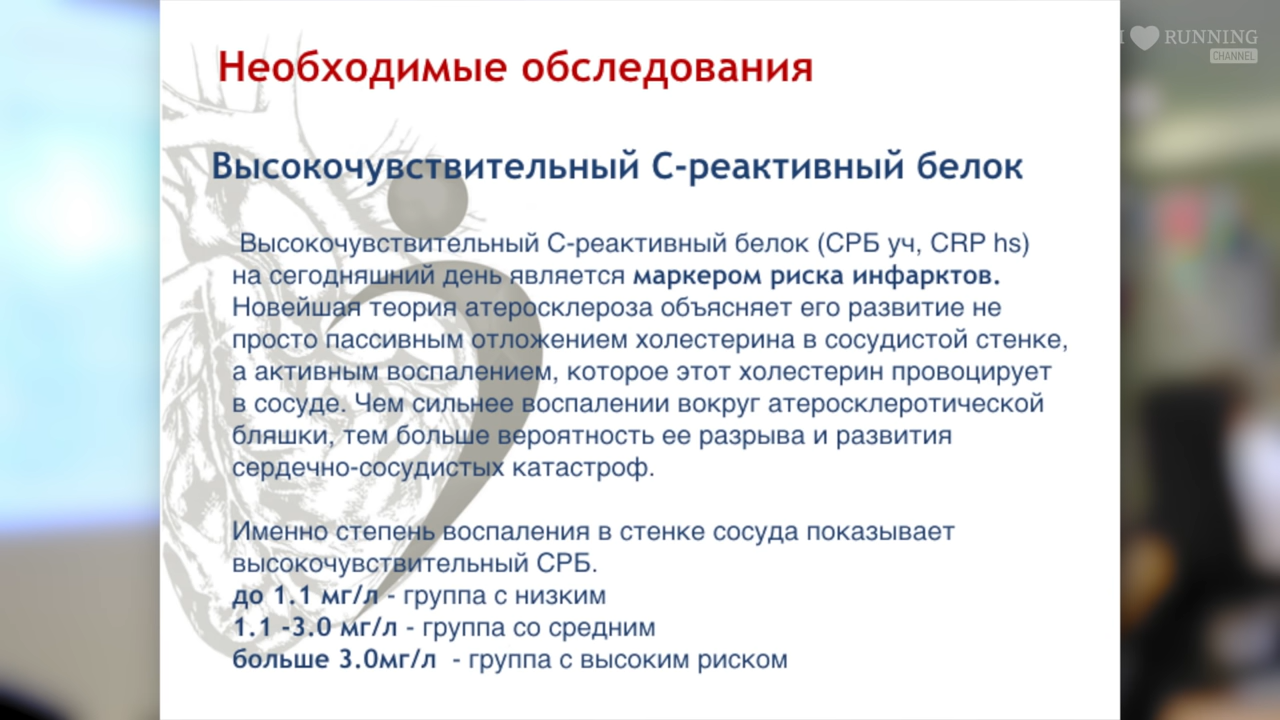 I RUNNING
CHANNEL
Необходимые обследования
Высокочувствительный С-реактивный белок
Высокочувствительный С-реактивный белок (СРБ уч, CRP hs)
на сегодняшний день является маркером риска инфарктов.
Новейшая теория атеросклероза объясняет его развитие не
просто пассивным отложением холестерина в сосудистой стенке,
а активным воспалением, которое этот холестерин провоцирует
в сосуде. Чем сильнее воспалении вокруг атеросклеротической
бляшки, тем больше вероятность ее разрыва и развития
сердечно-сосудистых катастроф.
Именно степень воспаления в стенке сосуда показывает
высокочувствительный СРБ.
до 1.1 мг/л - группа с низким
1.1 -3.0 мг/л - группа со средним
больше 3.0мг/л - группа с высоким риском